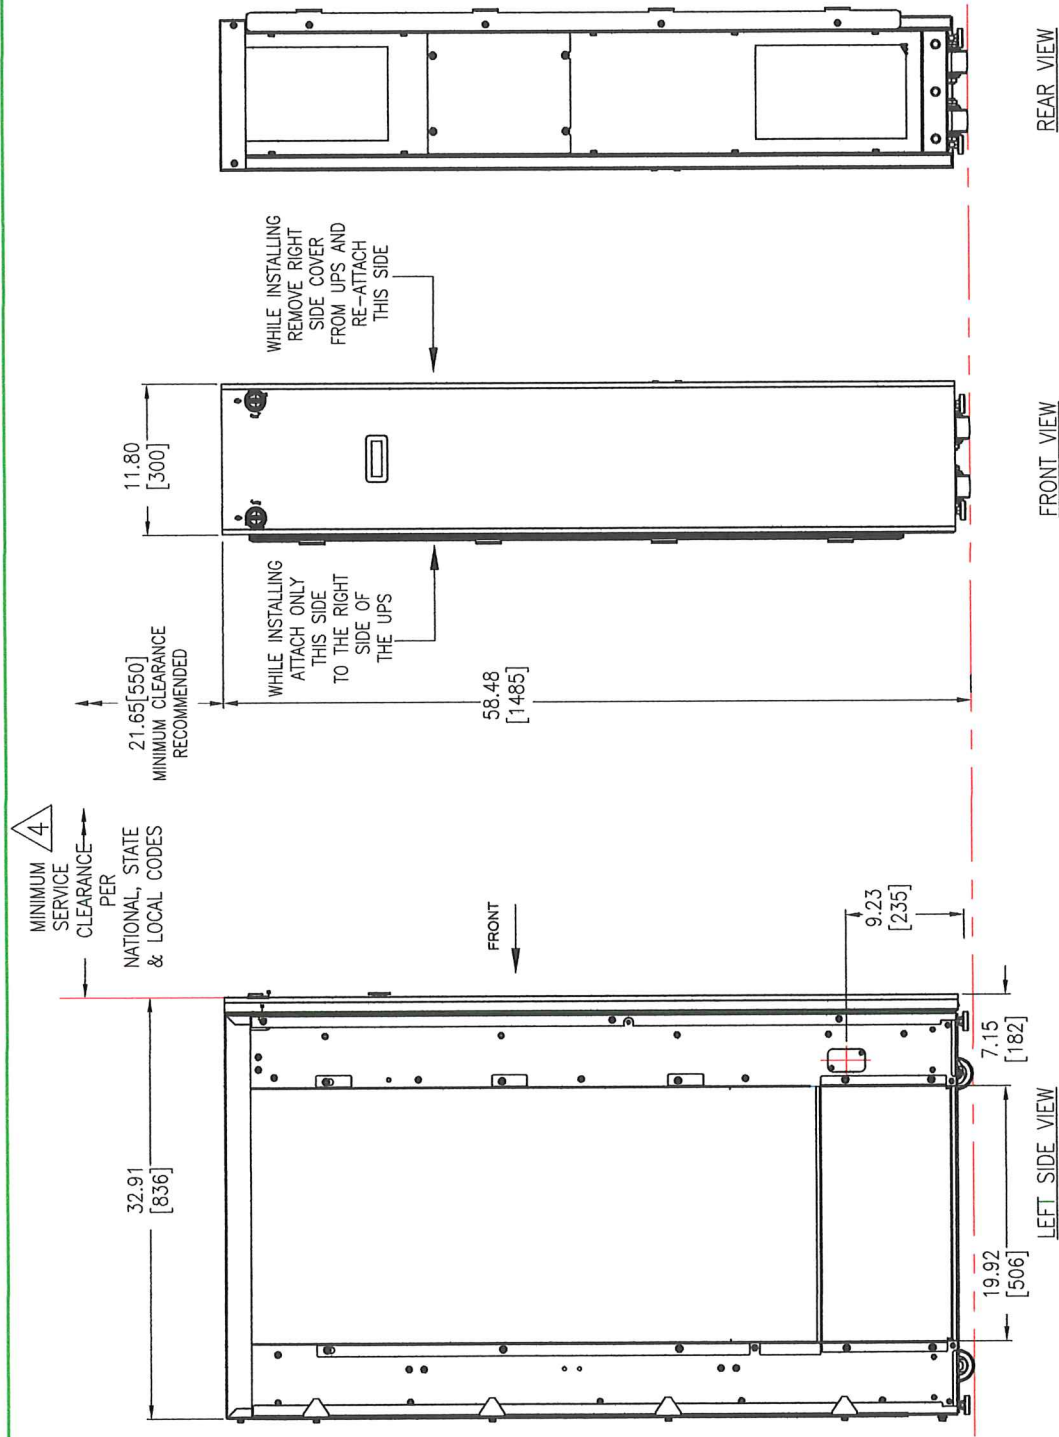 MINIMUM
SERVICE
CLEARANCE
PER
NATIONAL, STATE
& LOCAL CODES
4
21.65[550]
MINIMUM CLEARANCE
RECOMMENDED
32.91
[836]
FRONT
9.23
[235]
7.15
[182]
19.92
[506]
LEFT SIDE VIEW
58.48
[1485]
11.80
[300]
WHILE INSTALLING
ATTACH ONLY
THIS SIDE
TO THE RIGHT
SIDE OF
THE UPS
WHILE INSTALLING
REMOVE RIGHT
SIDE COVER
FROM UPS AND
RE-ATTACH
THIS SIDE
FRONT VIEW
REAR VIEW